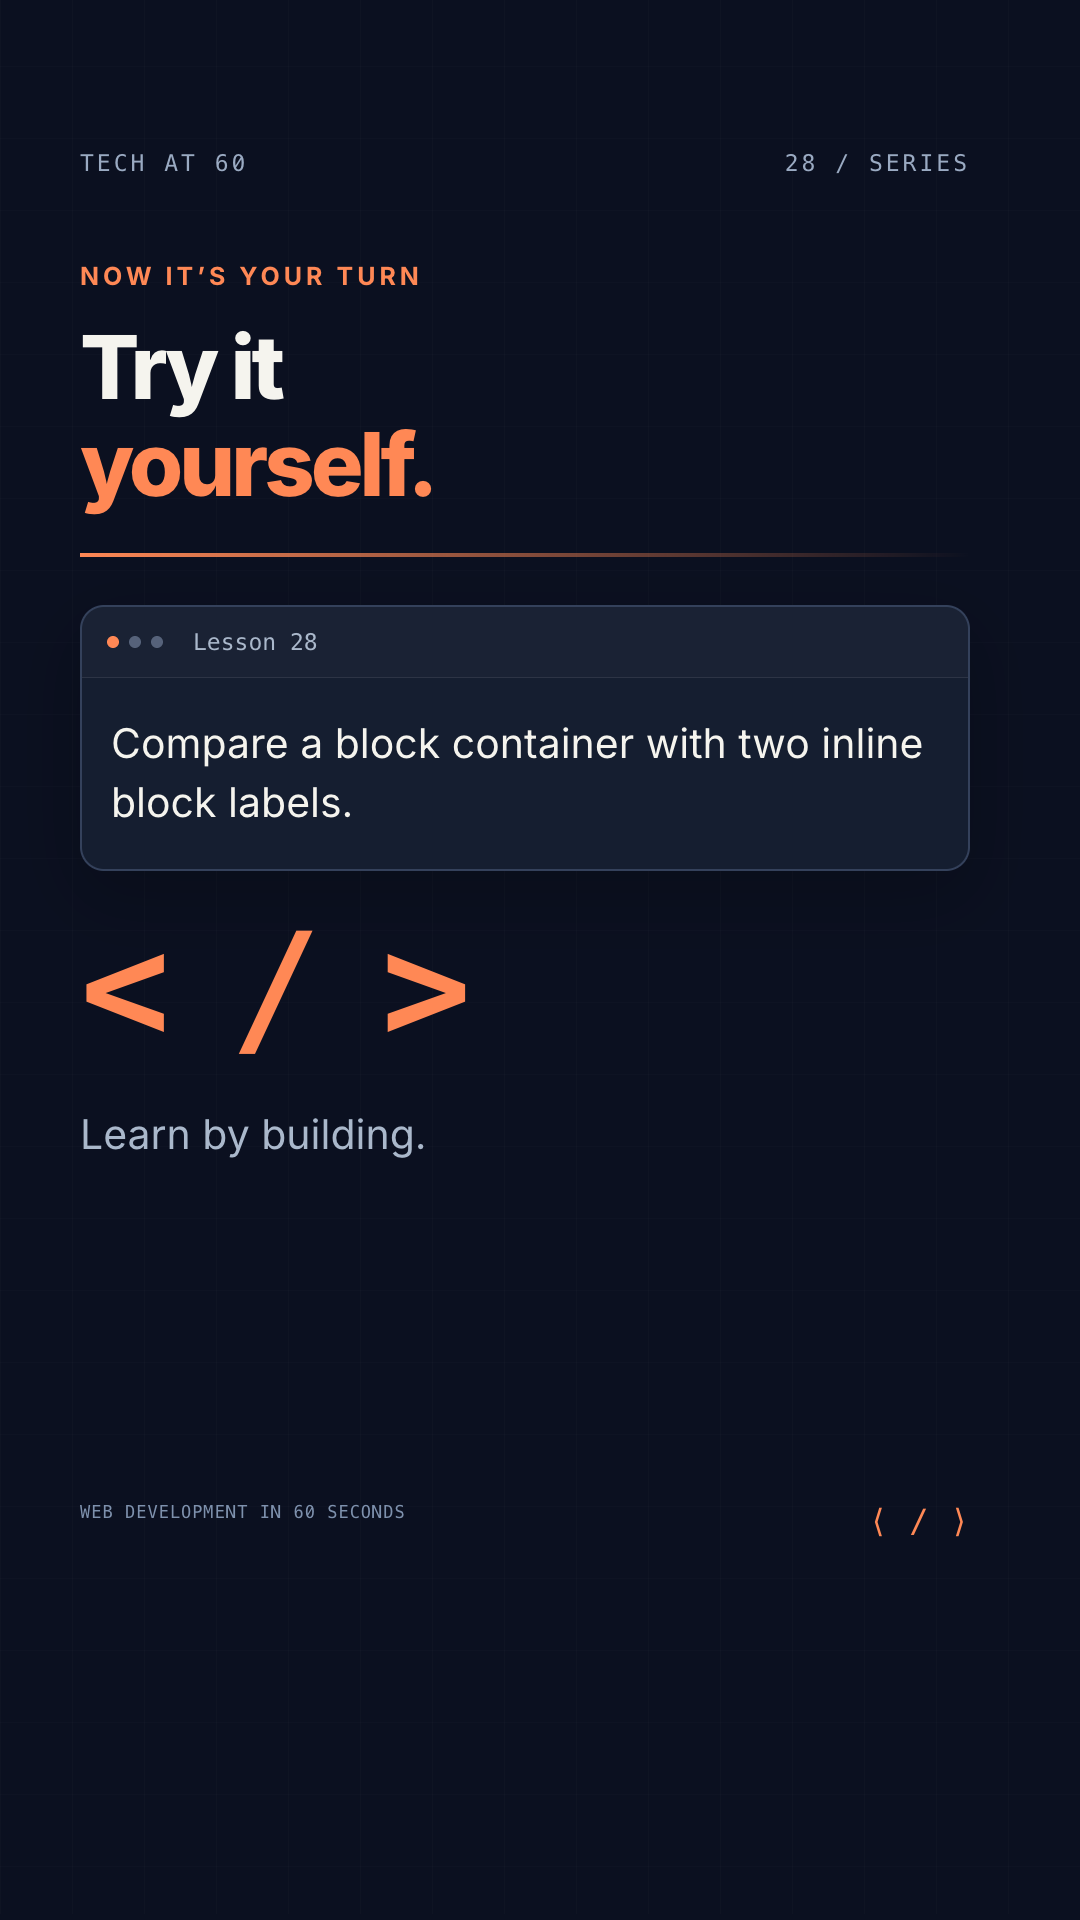 TECH AT 60
28 / SERIES
NOW IT’S YOUR TURN
Try it
yourself.
Lesson 28
Compare a block container with two inline
block labels.
< / >
Learn by building.
WEB DEVELOPMENT IN 60 SECONDS
⟨ / ⟩